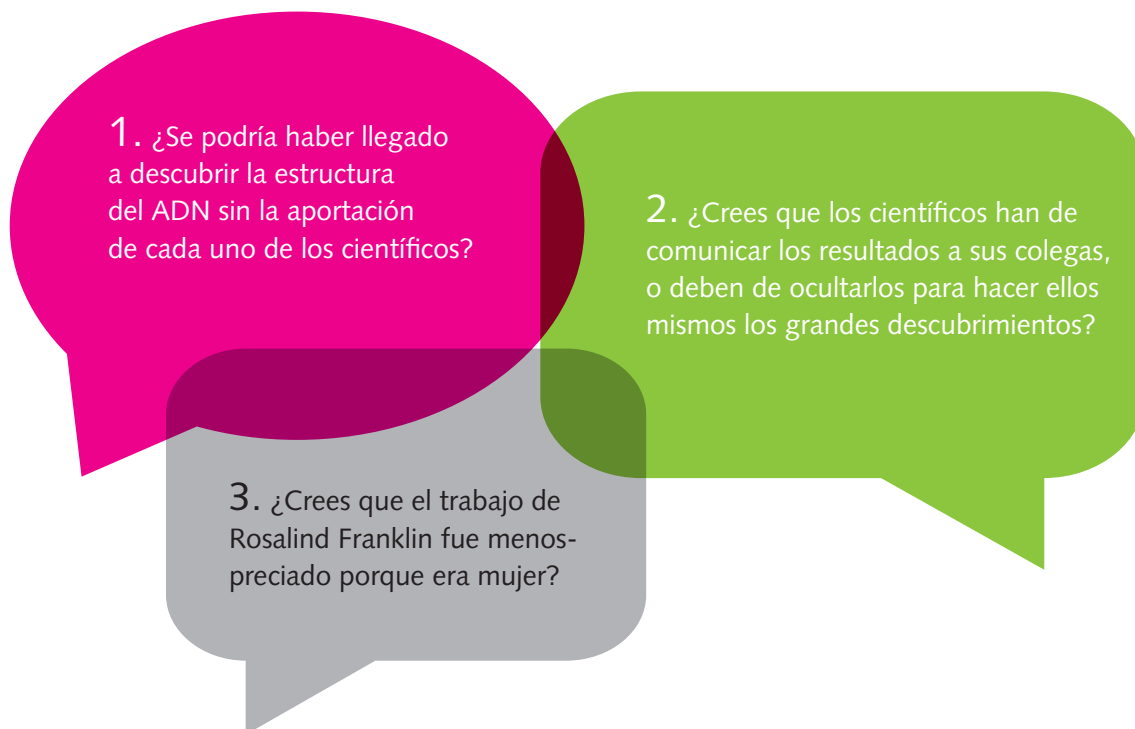 1. ¿Se podría haber llegado
a descubrir la estructura
del ADN sin la aportación
de cada uno de los científicos?
2. ¿Crees que los científicos han de
comunicar los resultados a sus colegas,
o deben de ocultarlos para hacer ellos
mismos los grandes descubrimientos?
3. ¿Crees que el trabajo de
Rosalind Franklin fue menos-
preciado porque era mujer?